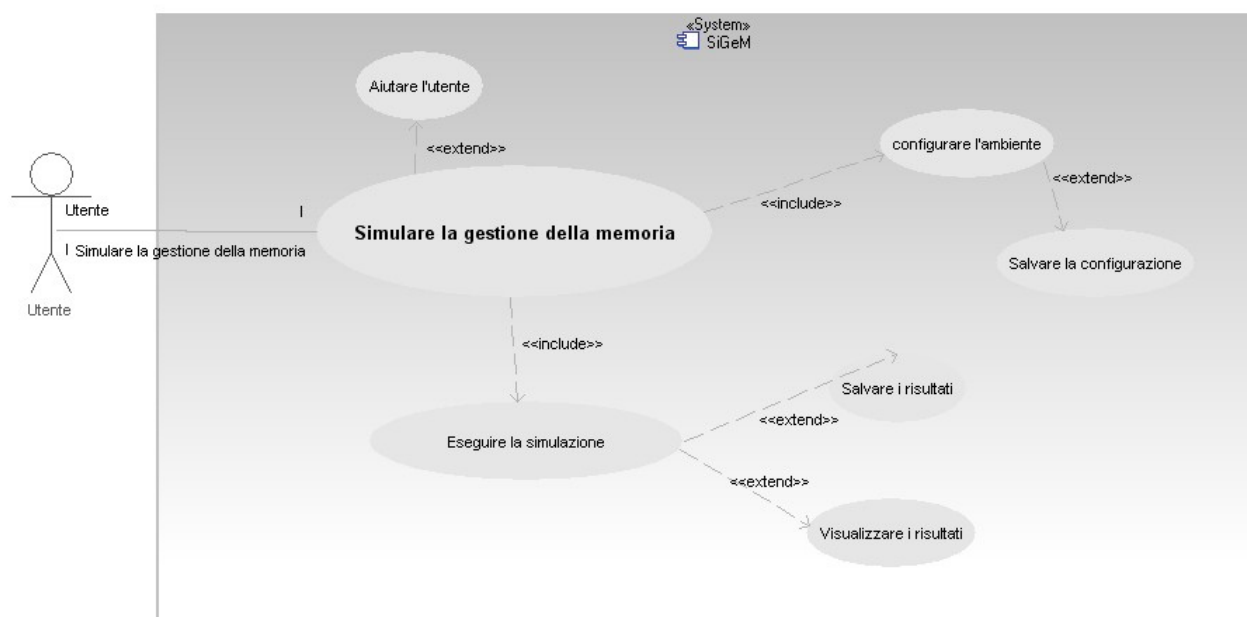 «System»
SiGeM
Aiutare l'utente
<<extend>>
configurare l'ambiente
<<extend>>
<<include>>
Utente
I
Simulare la gestione della memoria
I Simulare la gestione della memoria
Salvare la configurazione
Utente
<<include>>
Salvare i risultati
<<extend>>
Eseguire la simulazione
<<extend>>
Visualizzare i risultati